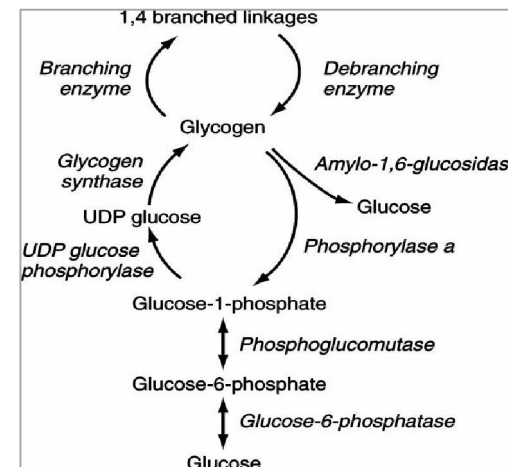 1,4 branched linkages
Branching
enzyme
Debranching
enzyme
Glycogen
Glycogen
synthase
Amylo-1,6-glucosidas
Glucose
UDP glucose
UDP glucose
phosphorylase
Phosphorylase a
Glucose-1-phosphate
Phosphoglucomutase
Glucose-6-phosphate
Glucose-6-phosphatase
Glucose